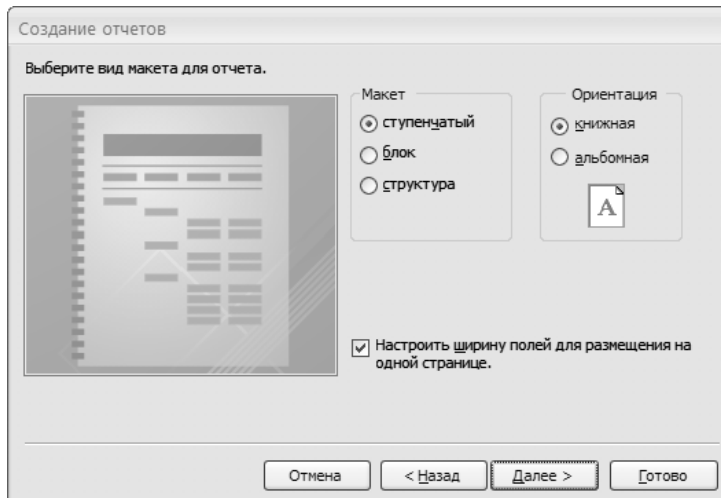 Создание отчетов
Выберите вид макета для отчета.
Макет
ступенчатый
блок
структура
Ориентация
книжная
альбомная
A
Настроить ширину полей для размещения на
одной странице.
Отмена
< Назад
Далее >
Готово